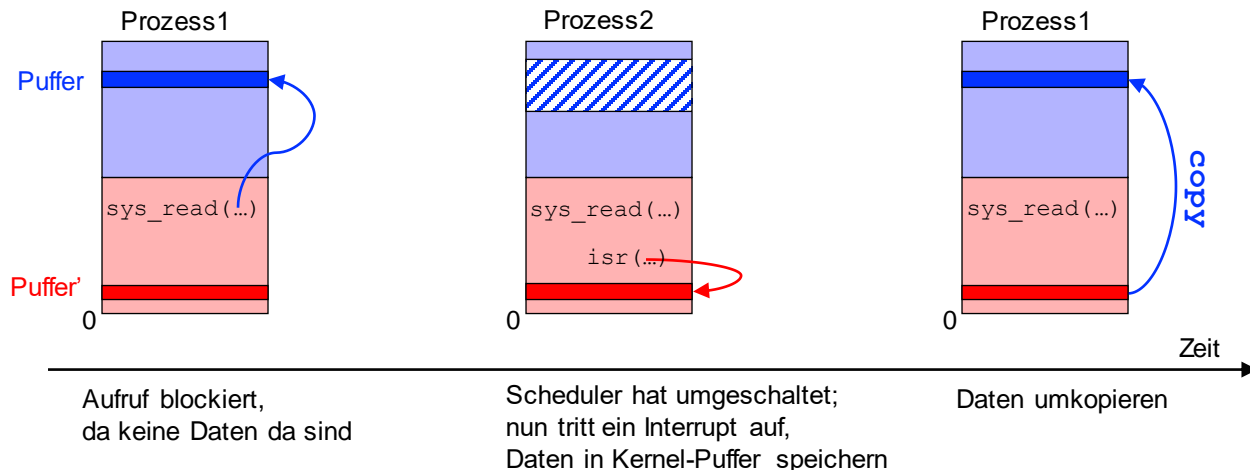 Prozess1
Prozess2
Prozess1
Puffer
sys_read(…)
sys_read(…)
isr(…)
sys_read(…)
copy
Puffer’
0
0
0
Zeit
Aufruf blockiert,
da keine Daten da sind
Scheduler hat umgeschaltet;
nun tritt ein Interrupt auf,
Daten in Kernel-Puffer speichern
Daten umkopieren